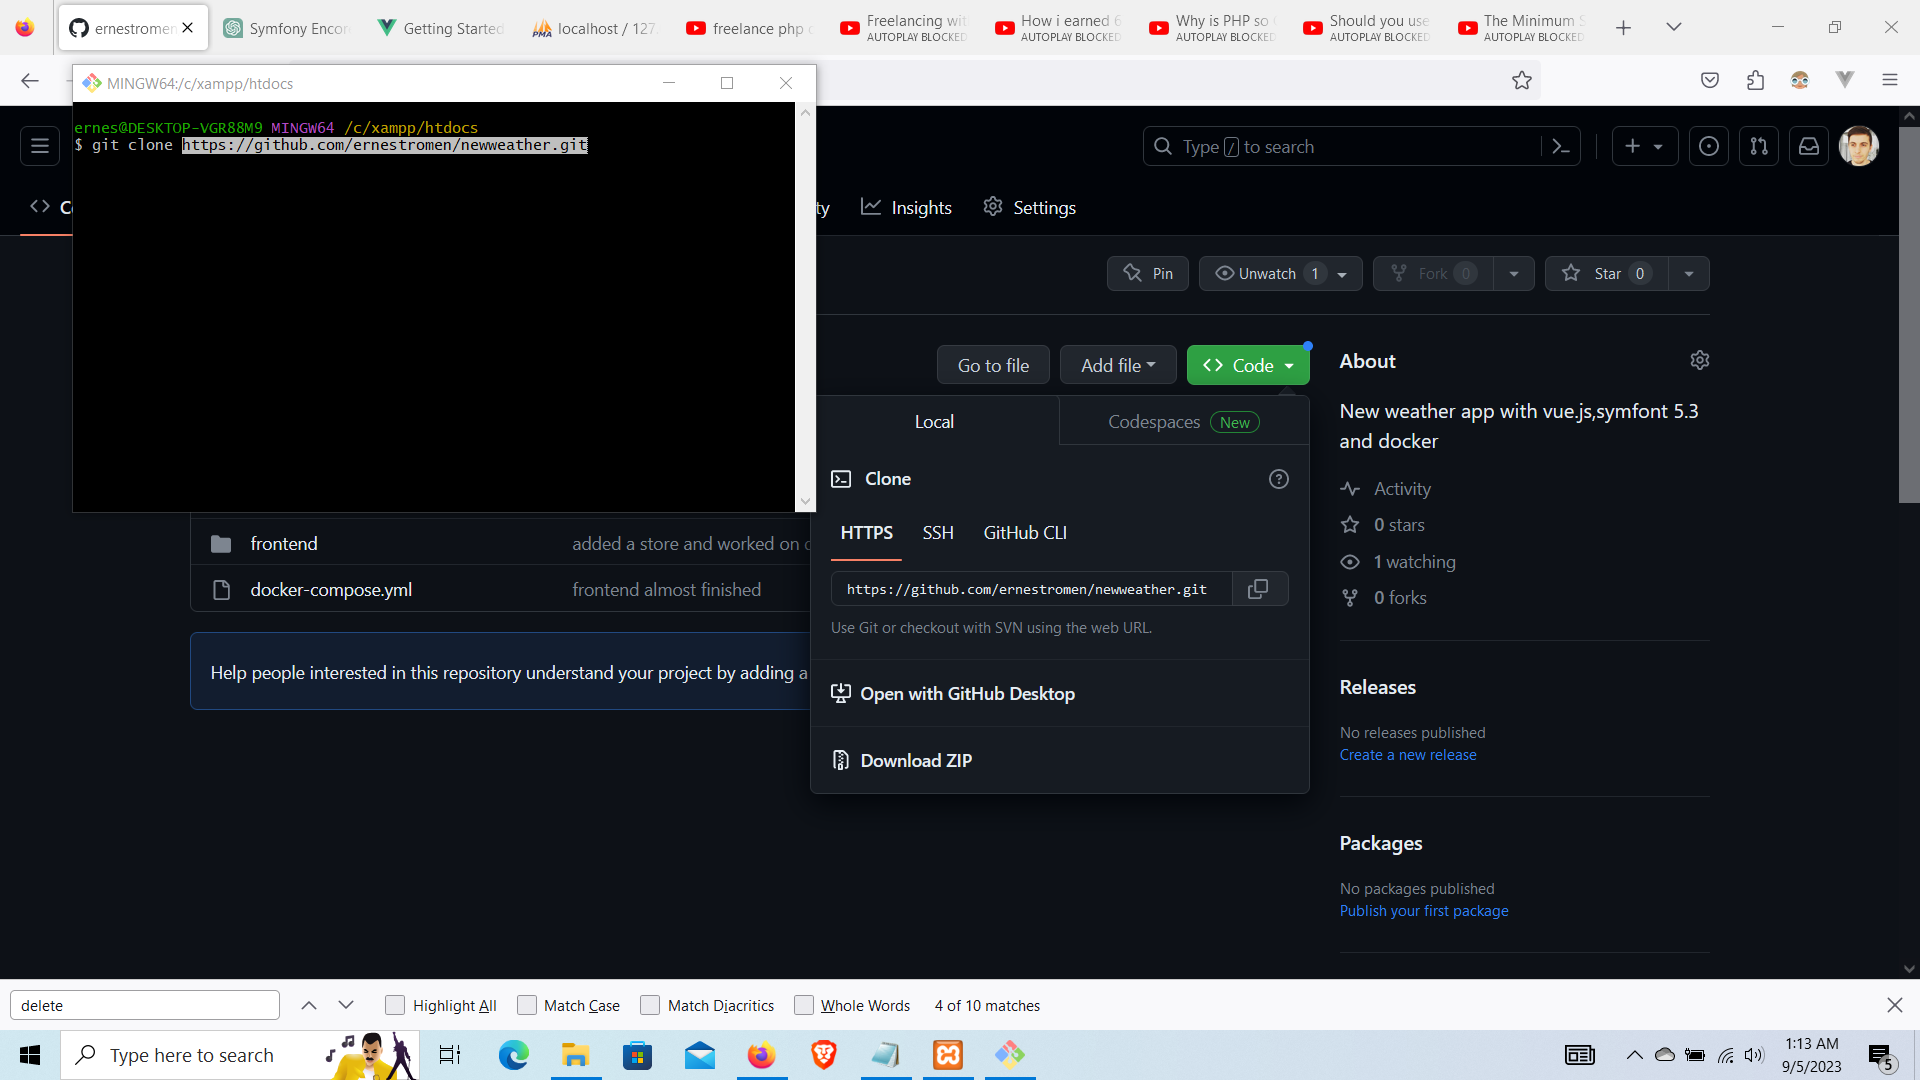 ernestromen
Symfony Encor
Getting Started
localhost / 127.
freelance php
Freelancing wit
AUTOPLAY BLOCKED
How i earned 6
AUTOPLAY BLOCKED
Why is PHP so
AUTOPLAY BLOCKED
Should you use
AUTOPLAY BLOCKED
The Minimum S
AUTOPLAY BLOCKED
MINGW64:/c/xampp/htdocs
ernes@DESKTOP-VGR88M9 MINGW64 /c/xampp/htdocs
$ git clone https://github.com/ernestromen/newweather.git
Type / to search
ty
Insights
Settings
Pin
Unwatch 1
Fork 0
Star 0
Go to file
Add file
Code
Local
Codespaces New
Clone
HTTPS
SSH
GitHub CLI
https://github.com/ernestromen/newweather.git
Use Git or checkout with SVN using the web URL.
Open with GitHub Desktop
Download ZIP
frontend
added a store and worked on
docker-compose.yml
frontend almost finished
Help people interested in this repository understand your project by adding a
About
New weather app with vue.js,symfont 5.3
and docker
Activity
0 stars
1 watching
0 forks
Releases
No releases published
Create a new release
Packages
No packages published
Publish your first package
delete
Highlight All
Match Case
Match Diacritics
Whole Words
4 of 10 matches
Type here to search
1:13 AM
9/5/2023
5